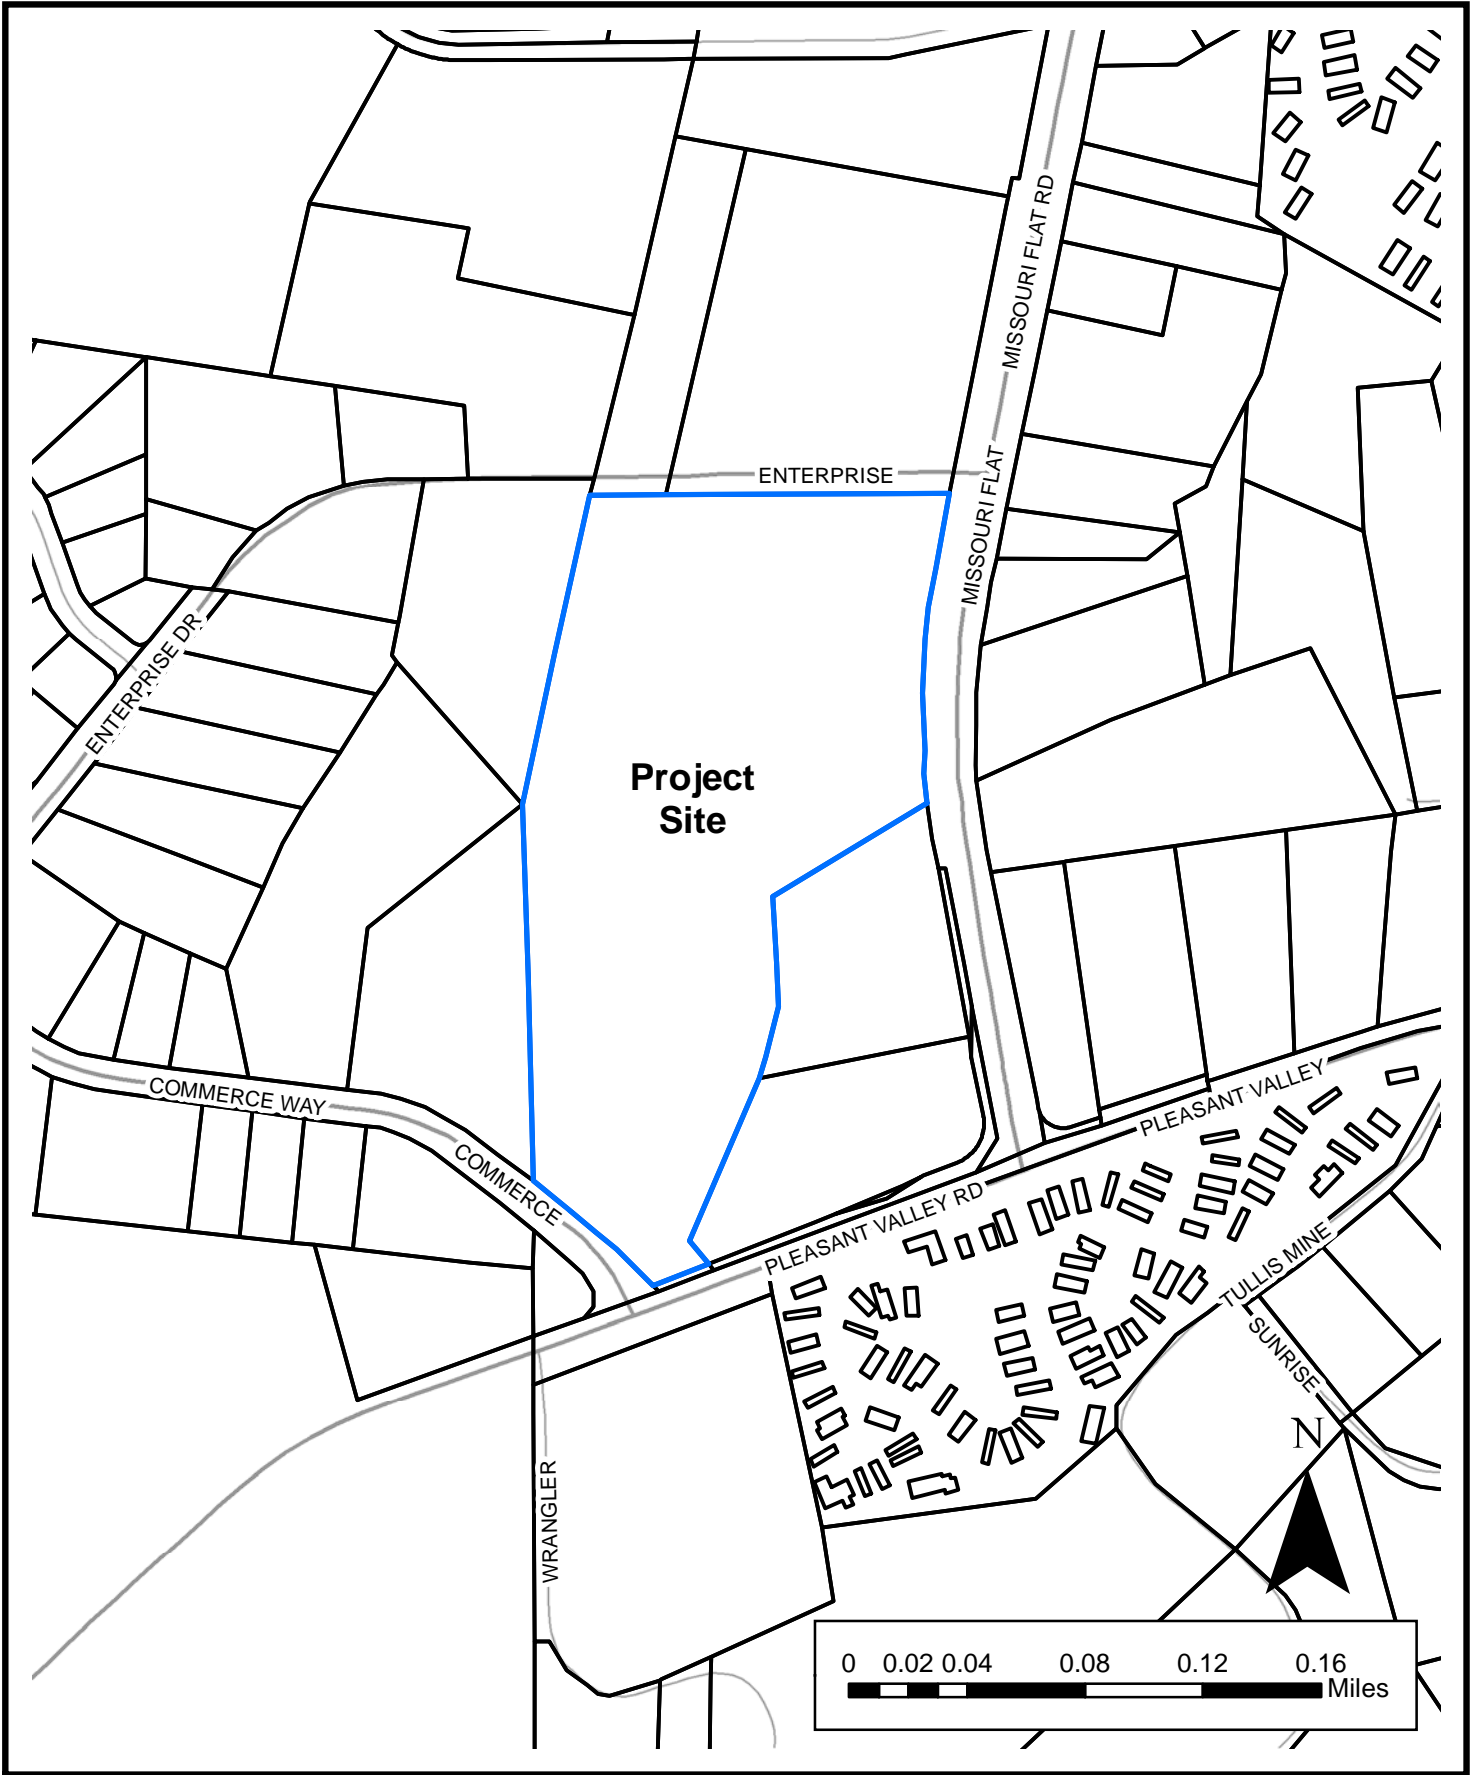 MISSOURI FLAT RD
ENTERPRISE
MISSOURI FLAT
ENTERPRISE DR
Project
Site
COMMERCE WAY
COMMERCE
PLEASANT VALLEY
PLEASANT VALLEY RD
TULLIS MINE
SUNRISE
N
WRANGLER
0 0.02 0.04 0.08 0.12 0.16
Miles